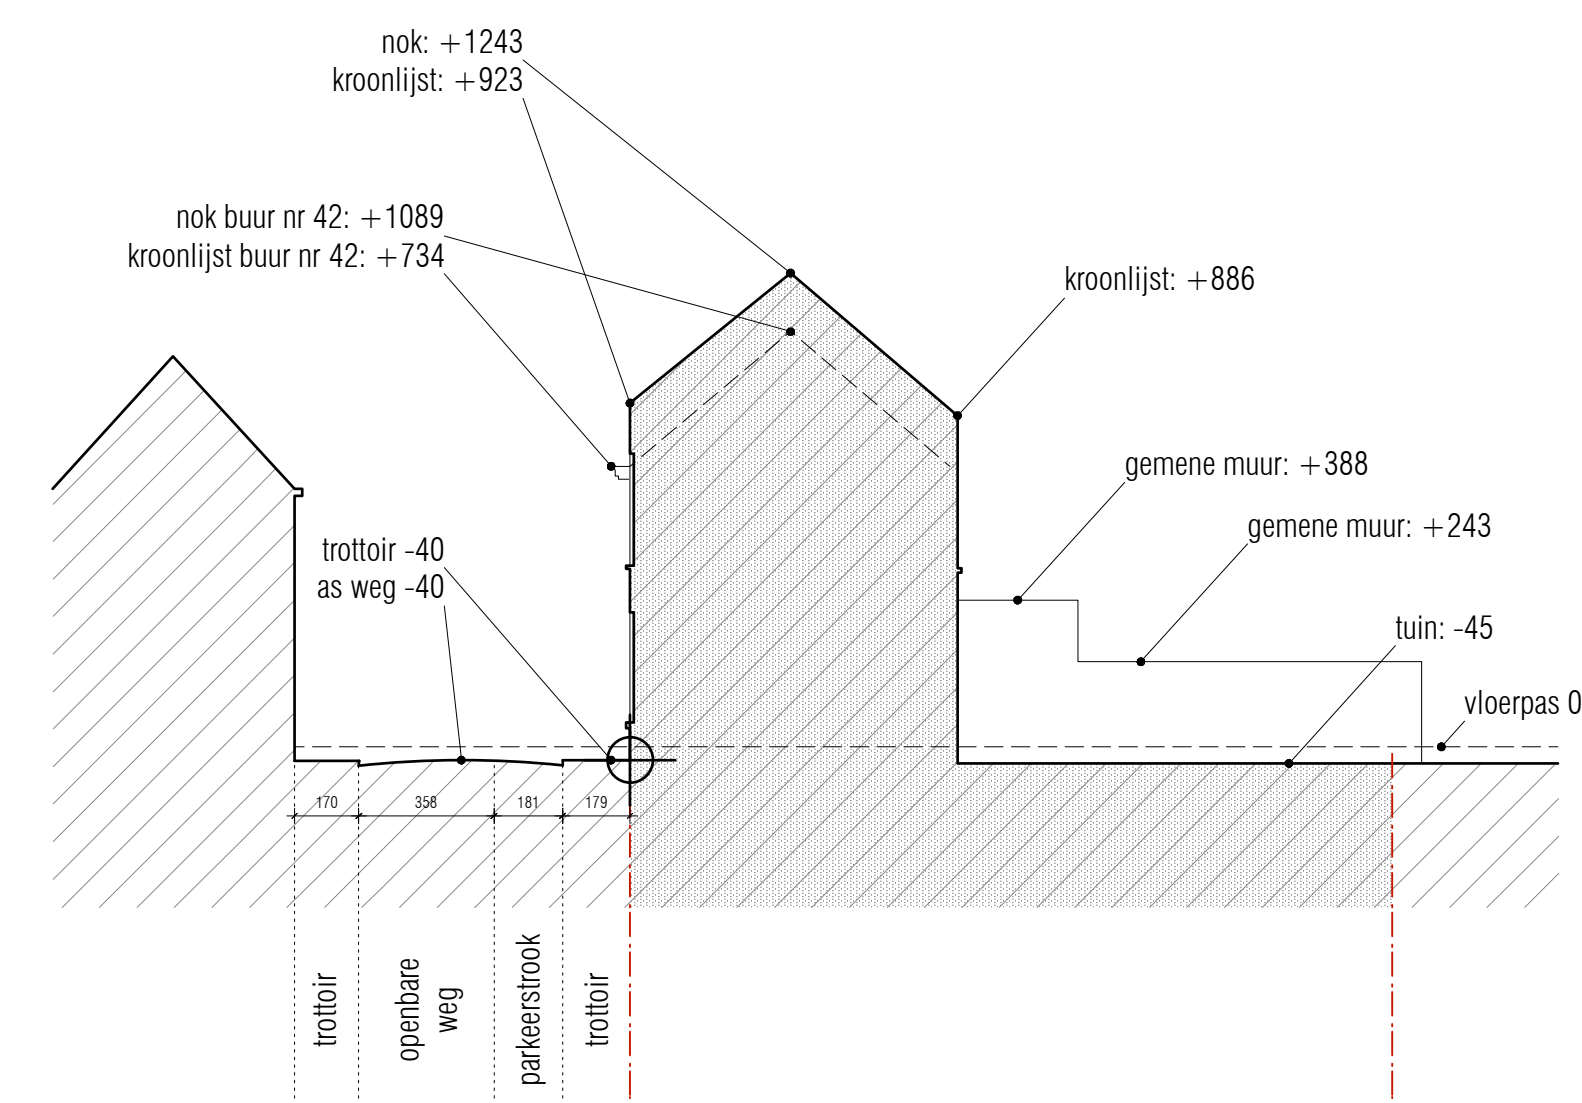 nok: +1243
kroonlijst: +923
nok buur nr 42: +1089
kroonlijst buur nr 42: +734
kroonlijst: +886
gemene muur: +388
gemene muur: +243
trottoir -40
as weg -40
tuin: -45
vloerpas 0
170
358
181
179
trottoir
openbare
weg
parkeerstrook
trottoir